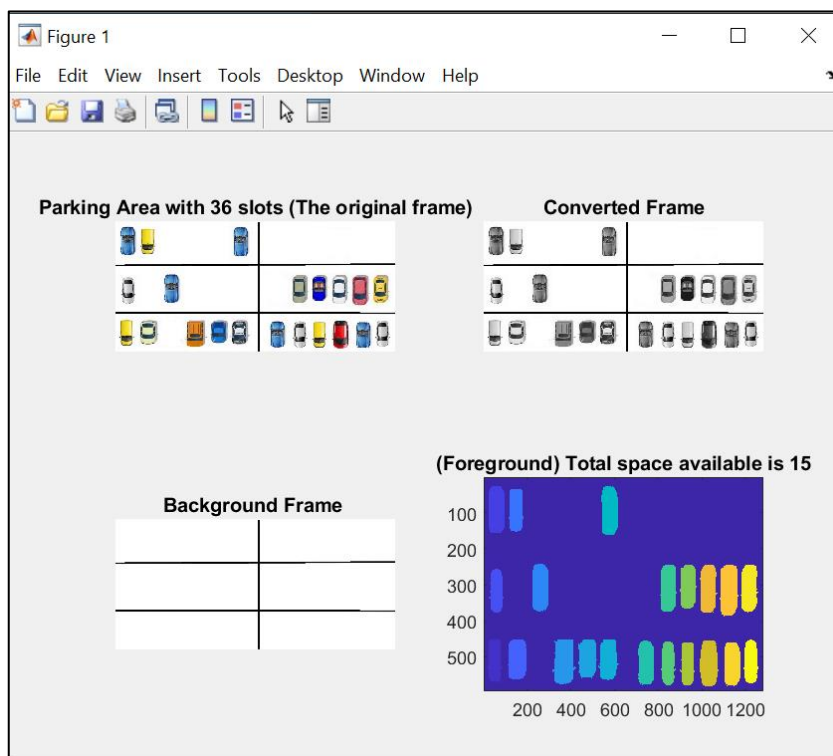 Figure 1
File Edit View Insert Tools Desktop Window Help
Parking Area with 36 slots (The original frame)
Converted Frame
Background Frame
(Foreground) Total space available is 15
100
200
300
400
500
200 400 600 800 1000 1200